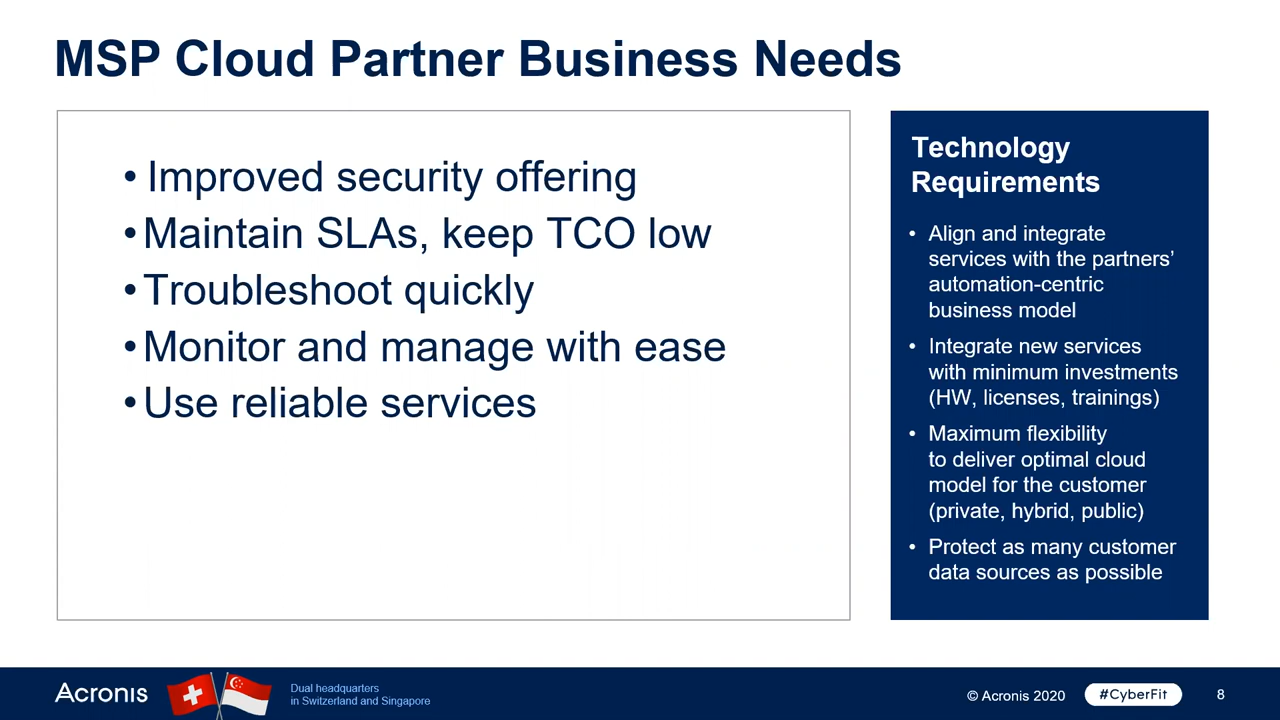 MSP Cloud Partner Business Needs
• Improved security offering
• Maintain SLAs, keep TCO low
• Troubleshoot quickly
• Monitor and manage with ease
• Use reliable services
Technology
Requirements
• Align and integrate
services with the partners’
automation-centric
business model
• Integrate new services
with minimum investments
(HW, licenses, trainings)
• Maximum flexibility
to deliver optimal cloud
model for the customer
(private, hybrid, public)
• Protect as many customer
data sources as possible
Acronis
Dual headquarters
in Switzerland and Singapore
© Acronis 2020
#CyberFit
8